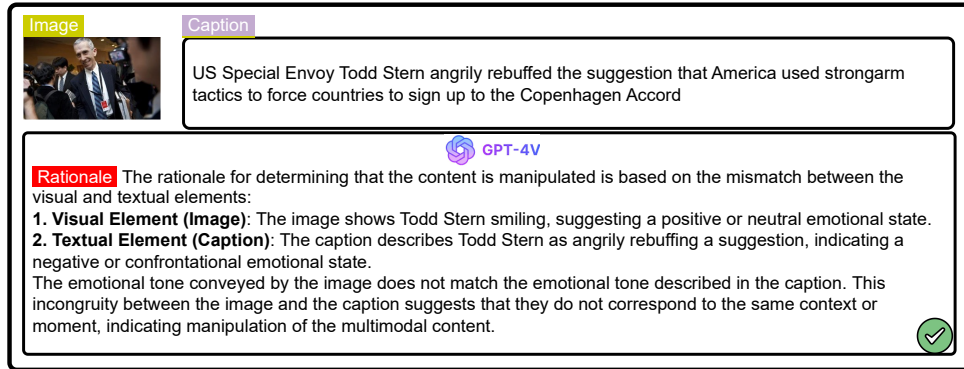 Image
Caption
US Special Envoy Todd Stern angrily rebuffed the suggestion that America used strongarm
tactics to force countries to sign up to the Copenhagen Accord
GPT-4V
Rationale The rationale for determining that the content is manipulated is based on the mismatch between the
visual and textual elements:
1. Visual Element (Image): The image shows Todd Stern smiling, suggesting a positive or neutral emotional state.
2. Textual Element (Caption): The caption describes Todd Stern as angrily rebuffing a suggestion, indicating a
negative or confrontational emotional state.
The emotional tone conveyed by the image does not match the emotional tone described in the caption. This
incongruity between the image and the caption suggests that they do not correspond to the same context or
moment, indicating manipulation of the multimodal content.